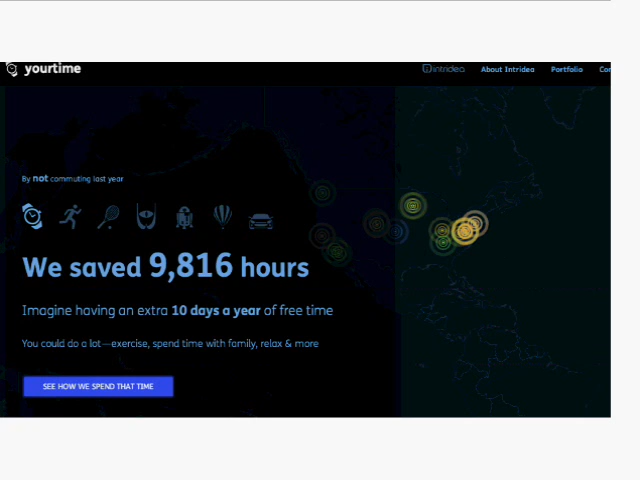 yourtime
intridea About Intridea Portfolio
By not commuting last year
We saved 9,816 hours
Imagine having an extra 10 days a year of free time
You could do a lot—exercise, spend time with family, relax & more
SEE HOW WE SPEND THAT TIME